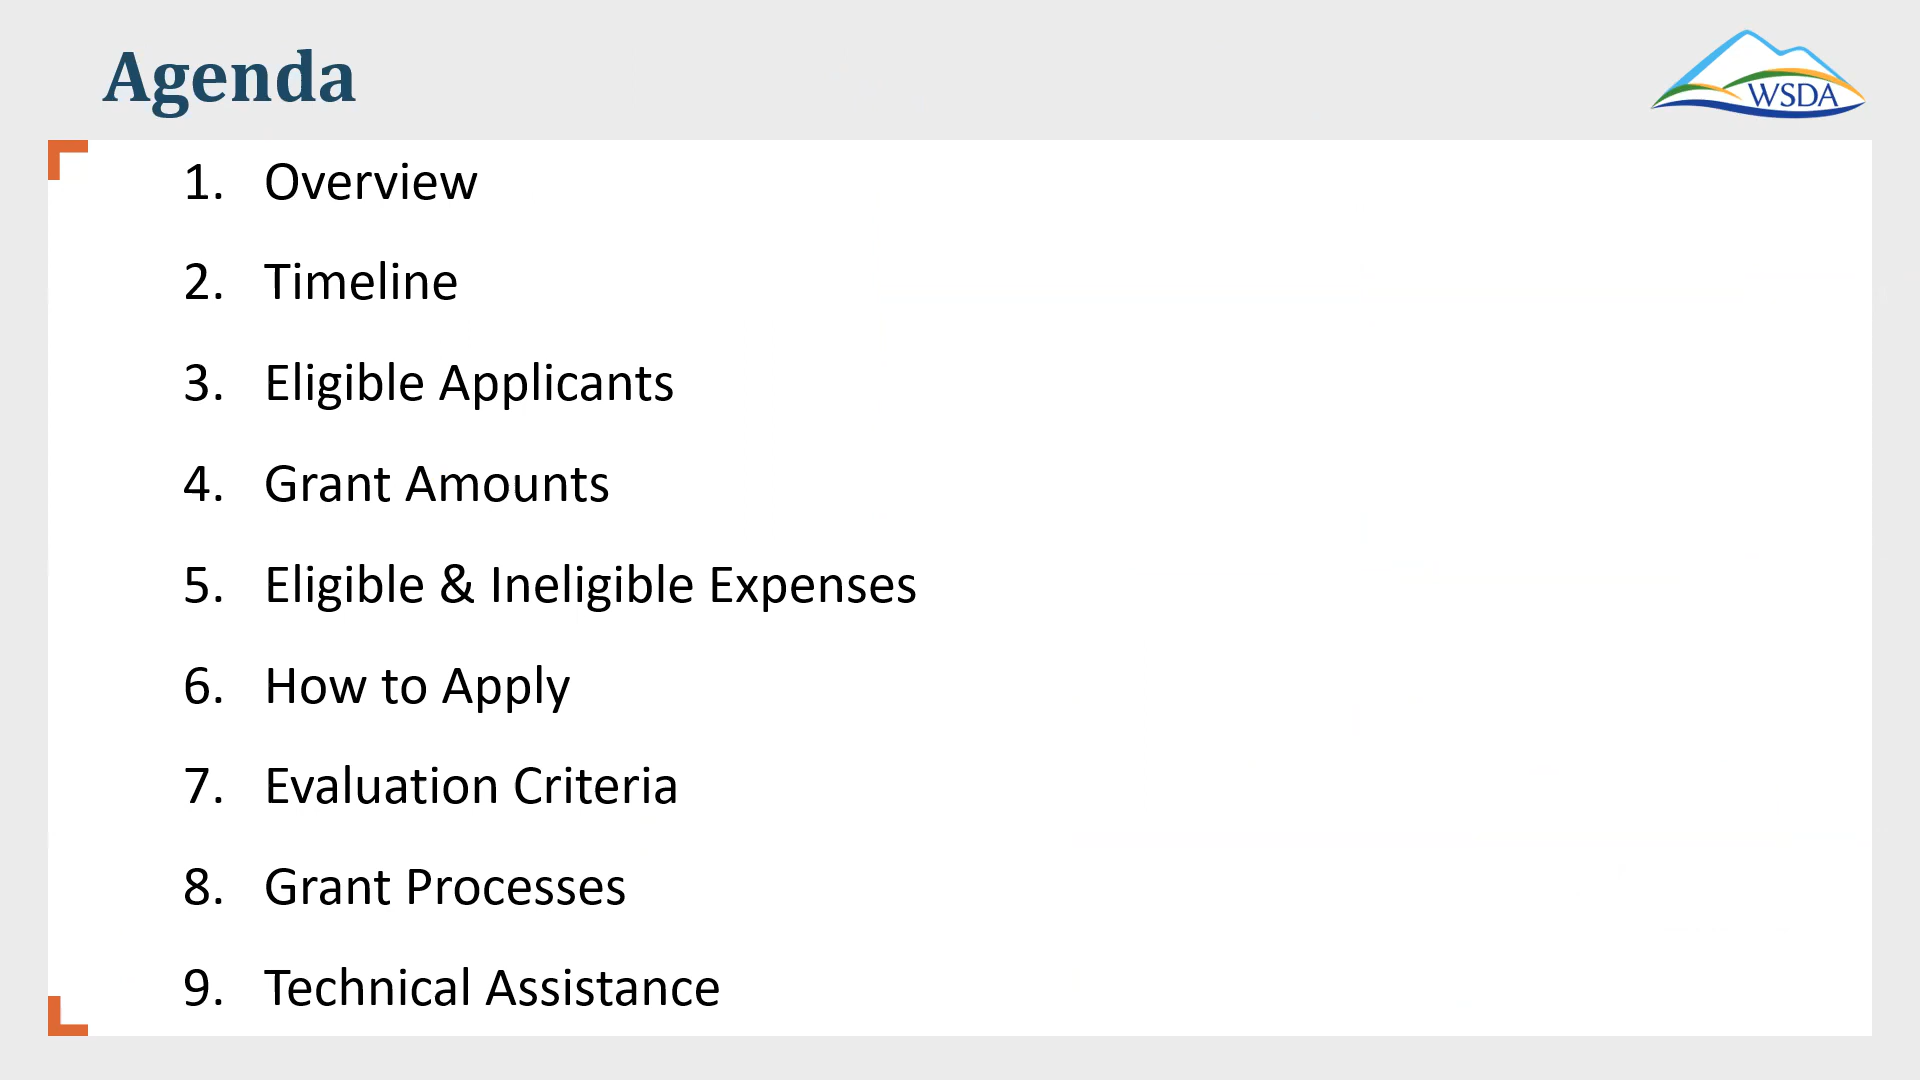 Agenda
WSDA
1. Overview
2. Timeline
3. Eligible Applicants
4. Grant Amounts
5. Eligible & Ineligible Expenses
6. How to Apply
7. Evaluation Criteria
8. Grant Processes
9. Technical Assistance